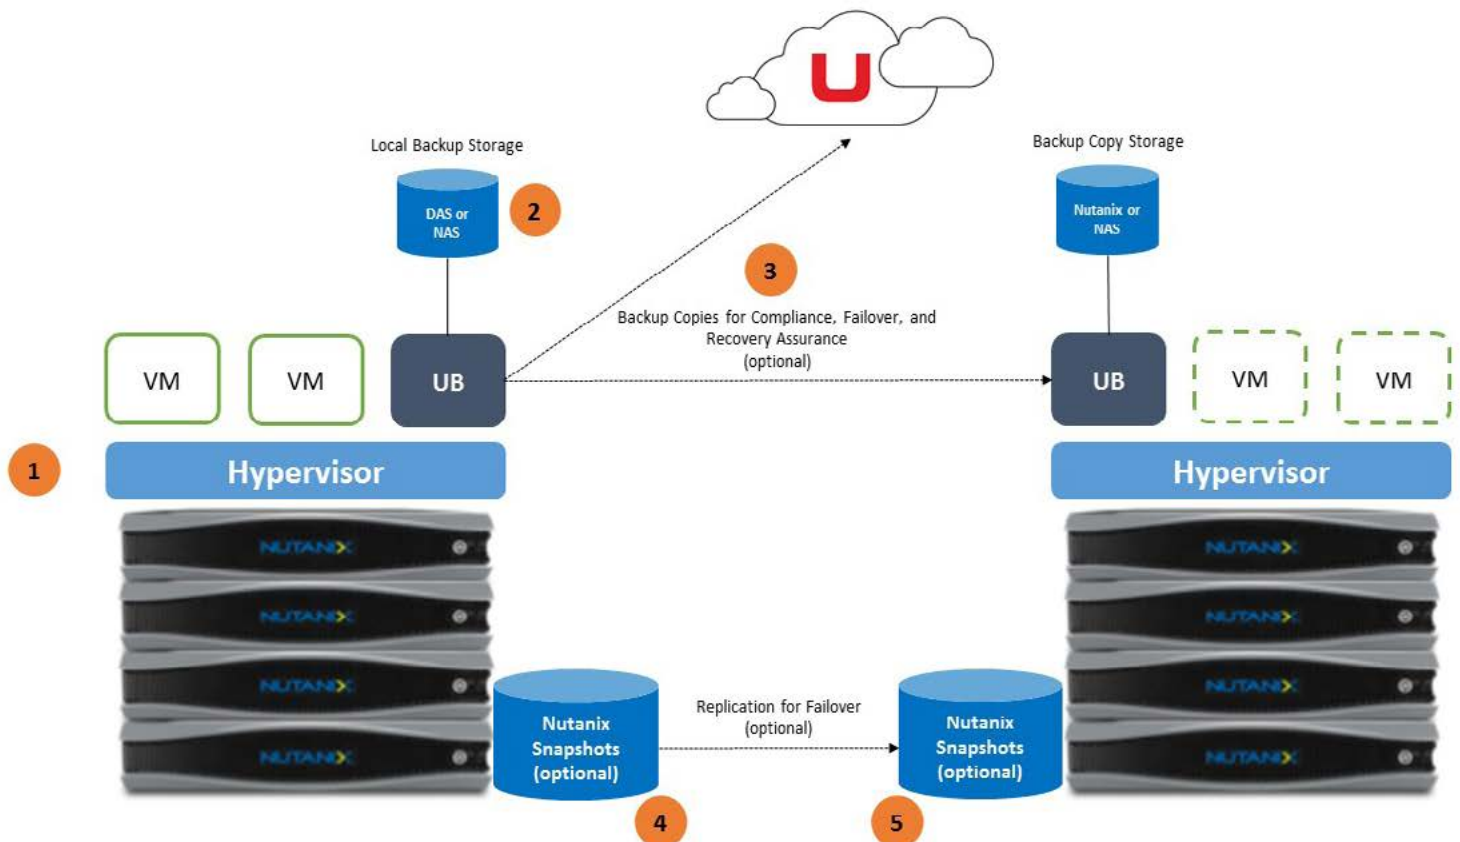 U
Local Backup Storage
Backup Copy Storage
DAS or
NAS
2
Nutanix or
NAS
3
Backup Copies for Compliance, Failover, and
Recovery Assurance
(optional)
VM
VM
UB
UB
VM
VM
1
Hypervisor
Hypervisor
NUTANIX
NUTANIX
NUTANIX
NUTANIX
NUTANIX
NUTANIX
NUTANIX
NUTANIX
Nutanix
Snapshots
(optional)
Replication for Failover
(optional)
Nutanix
Snapshots
(optional)
4
5